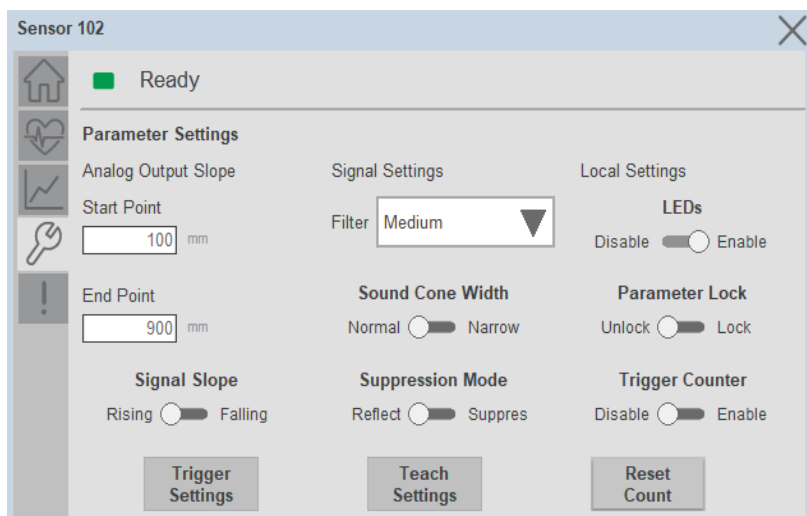 Sensor 102
Ready
Parameter Settings
Analog Output Slope
Signal Settings
Local Settings
Start Point
100 mm
Filter Medium
LEDs
Disable Enable
End Point
900 mm
Sound Cone Width
Normal Narrow
Parameter Lock
Unlock Lock
Signal Slope
Rising Falling
Suppression Mode
Reflect Suppres
Trigger Counter
Disable Enable
Trigger
Settings
Teach
Settings
Reset
Count